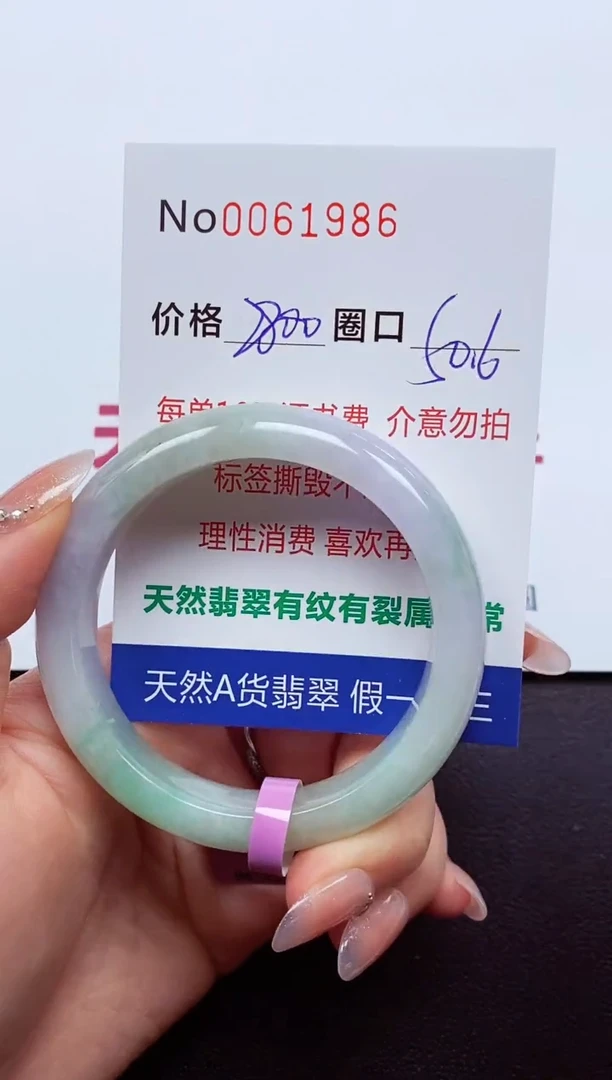 No0061986
价格 2800 圈口 50.6
每单 证书费 介意勿拍
标签撕毁不
理性消费 喜欢再
天然翡翠有纹有裂属 常
天然A货翡翠 假一 三